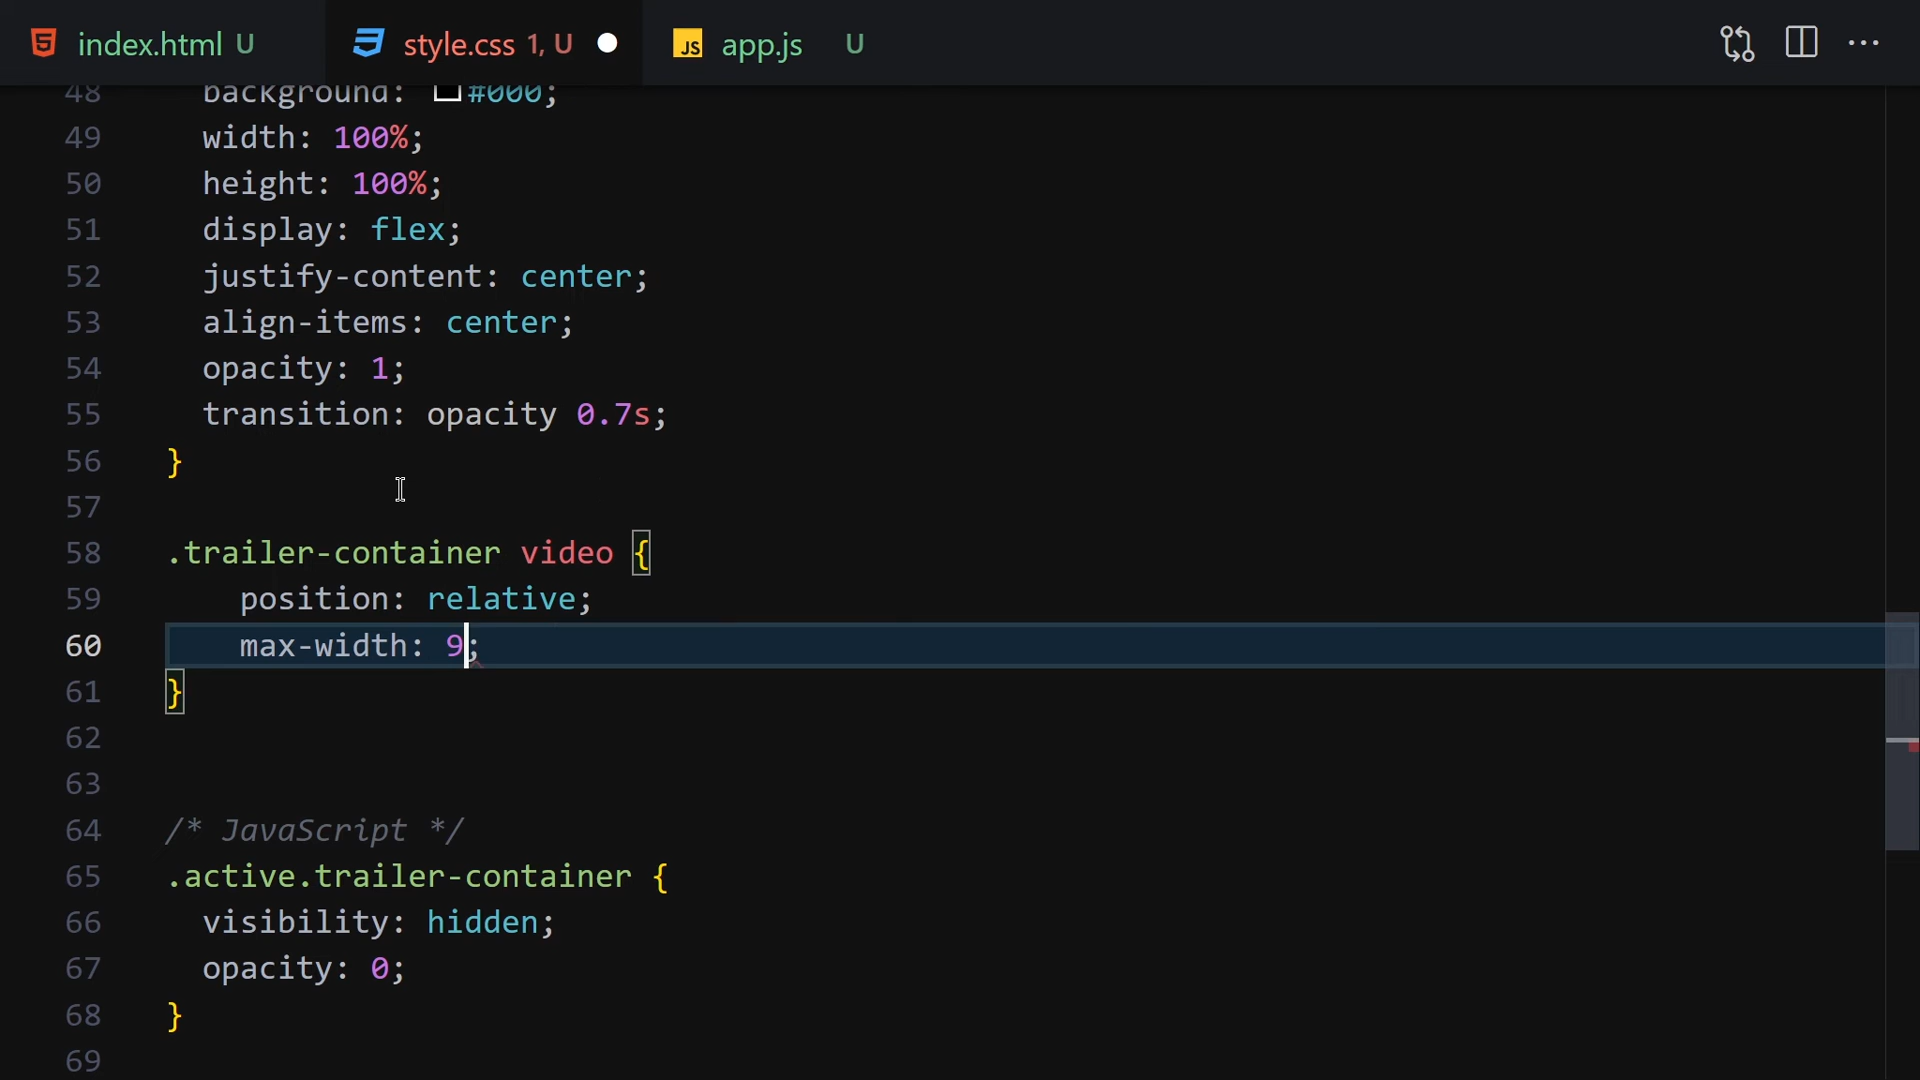 index.html U
style.css 1, U
JS app.js U
48 background: #000;
49 width: 100%;
50 height: 100%;
51 display: flex;
52 justify-content: center;
53 align-items: center;
54 opacity: 1;
55 transition: opacity 0.7s;
56 }
57
58 .trailer-container video {
59 position: relative;
60 max-width: 9;
61 }
62
63
64 /* JavaScript */
65 .active.trailer-container {
66 visibility: hidden;
67 opacity: 0;
68 }
69